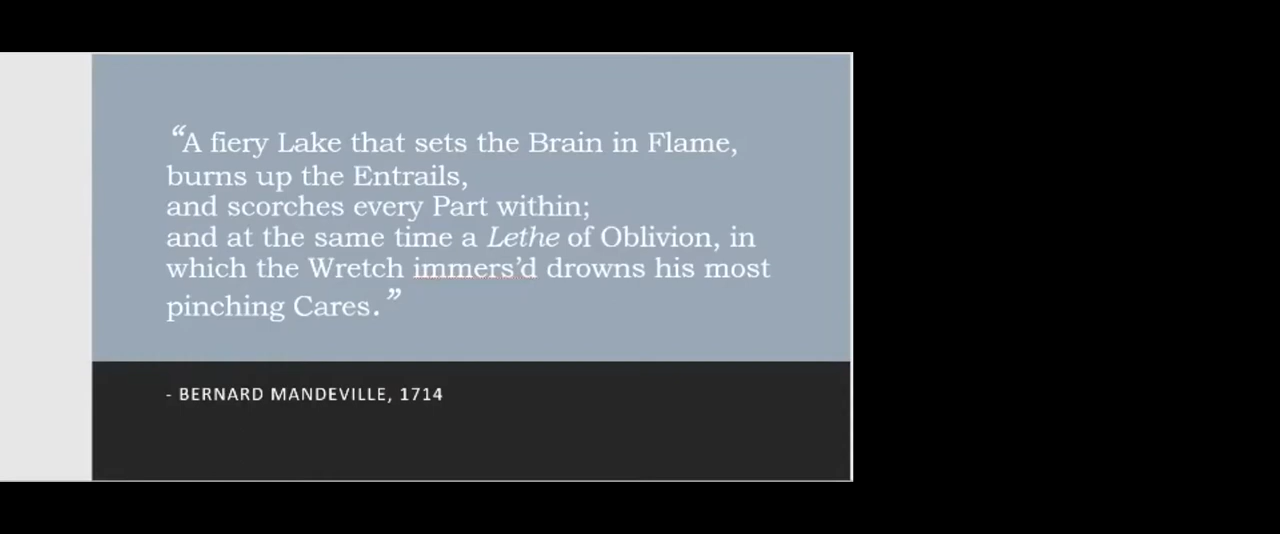 “A fiery Lake that sets the Brain in Flame,
burns up the Entrails,
and scorches every Part within;
and at the same time a Lethe of Oblivion, in
which the Wretch immers’d drowns his most
pinching Cares.”
- BERNARD MANDEVILLE, 1714